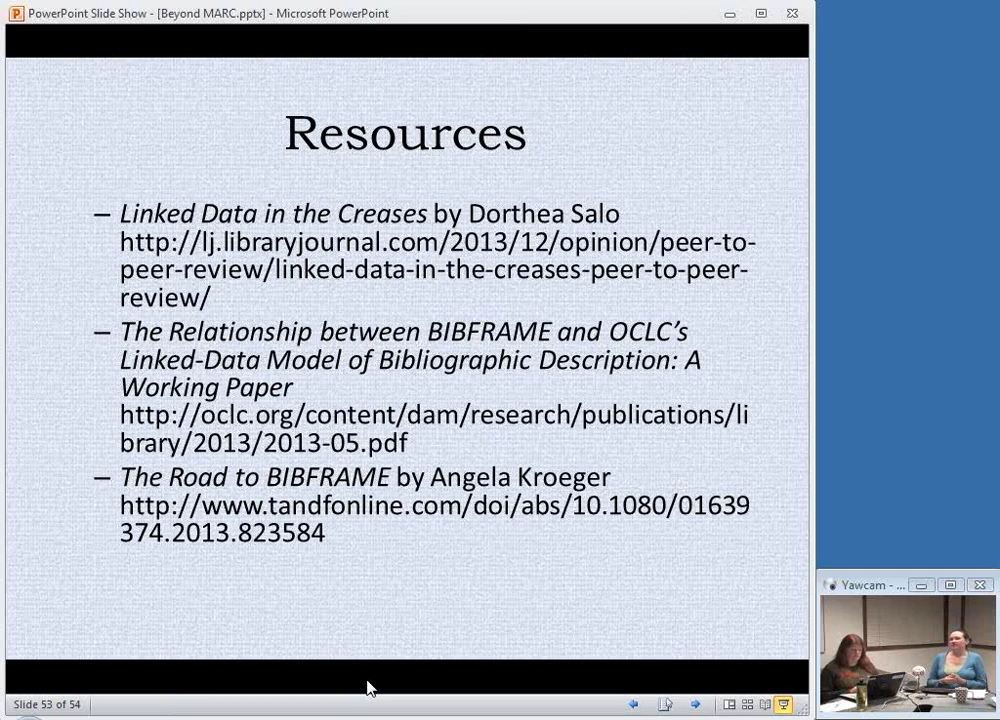 PowerPoint Slide Show - [Beyond MARC.pptx] - Microsoft PowerPoint
Resources
– Linked Data in the Creases by Dorthea Salo
http://lj.libraryjournal.com/2013/12/opinion/peer-to-
peer-review/linked-data-in-the-creases-peer-to-peer-
review/
– The Relationship between BIBFRAME and OCLC’s
Linked-Data Model of Bibliographic Description: A
Working Paper
http://oclc.org/content/dam/research/publications/li
brary/2013/2013-05.pdf
– The Road to BIBFRAME by Angela Kroeger
http://www.tandfonline.com/doi/abs/10.1080/01639
374.2013.823584
Slide 53 of 54
Yawcam - ...